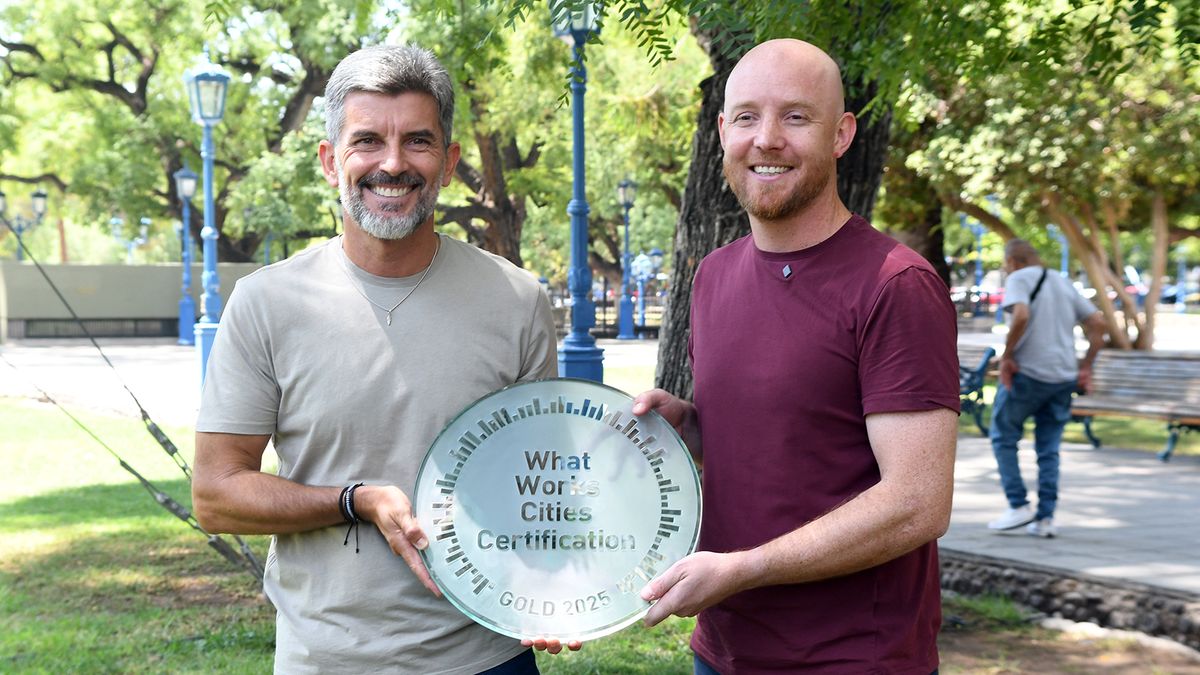 What
Works
Cities
Certification
GOLD 2025